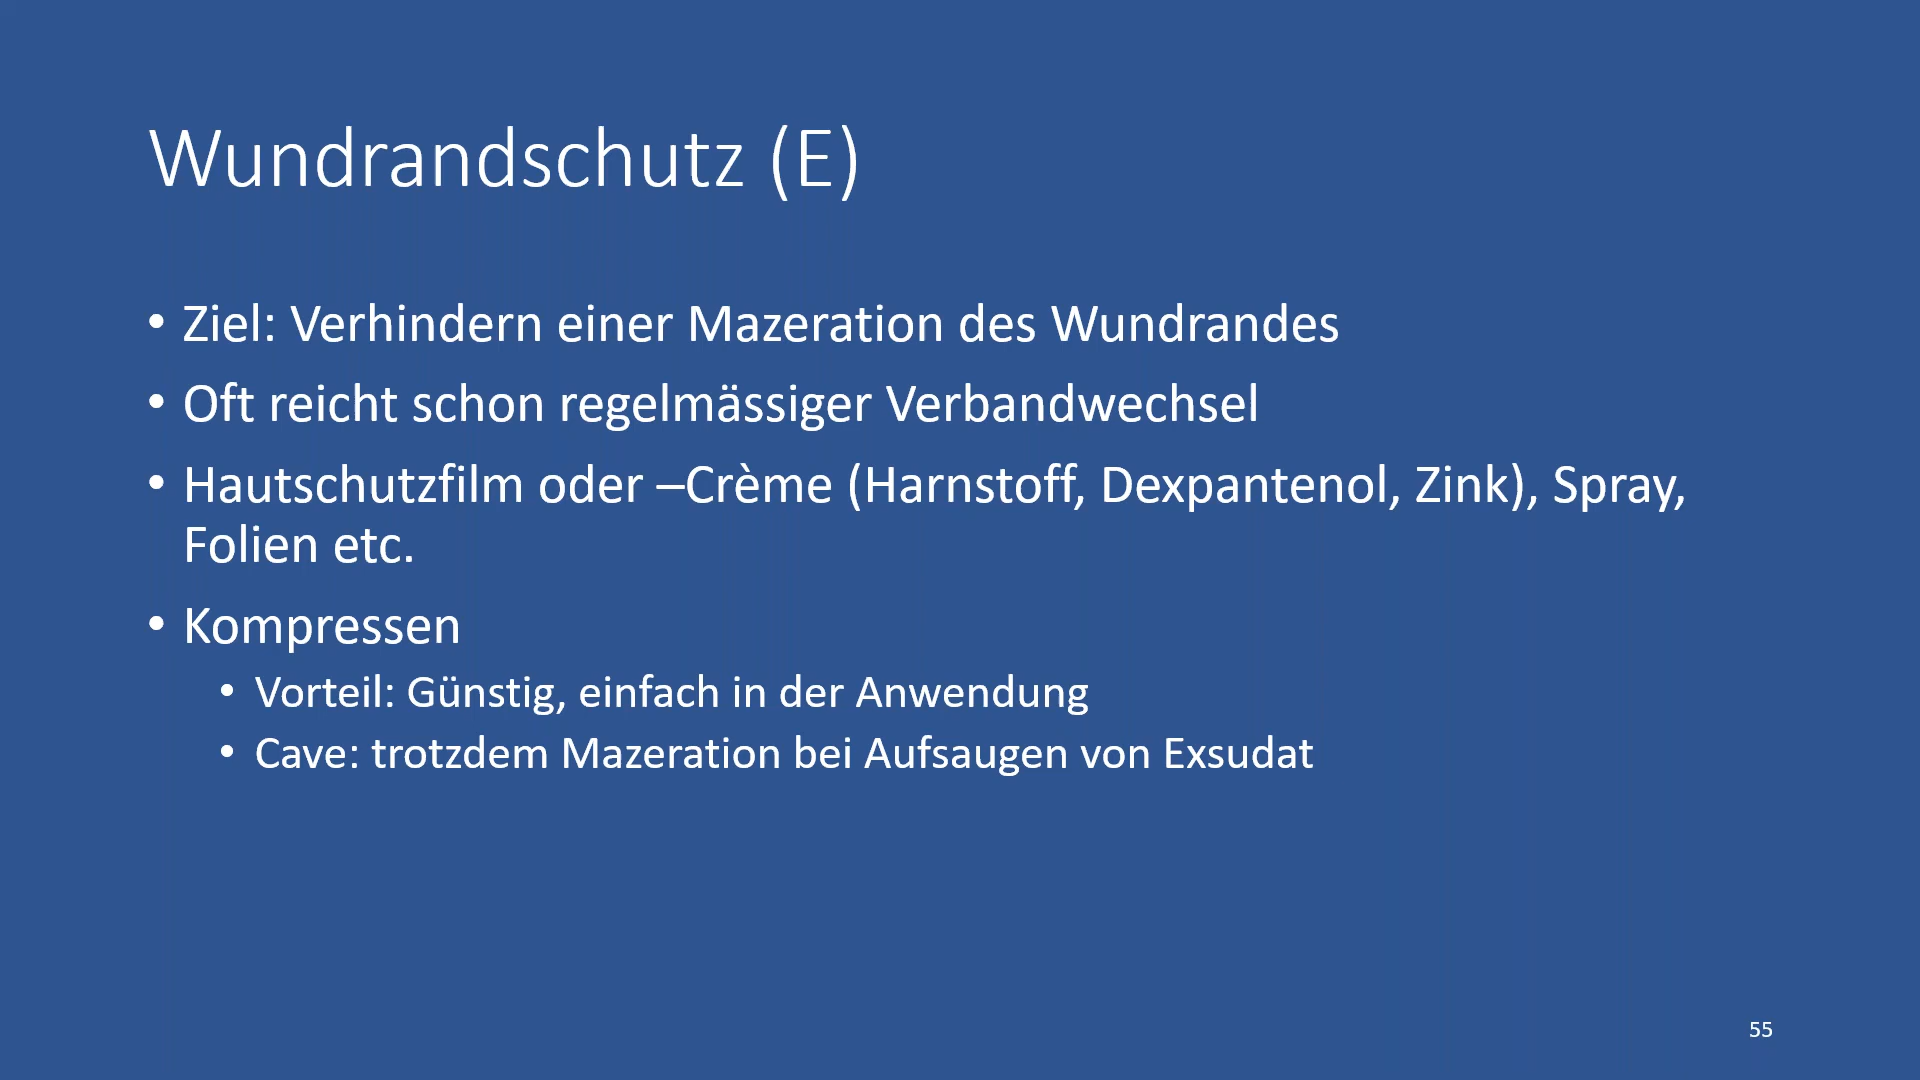 Wundrandschutz (E)
• Ziel: Verhindern einer Mazeration des Wundrandes
• Oft reicht schon regelmässiger Verbandwechsel
• Hautschutzfilm oder –Crème (Harnstoff, Dexpantenol, Zink), Spray,
Folien etc.
• Kompressen
• Vorteil: Günstig, einfach in der Anwendung
• Cave: trotzdem Mazeration bei Aufsaugen von Exsudat
55